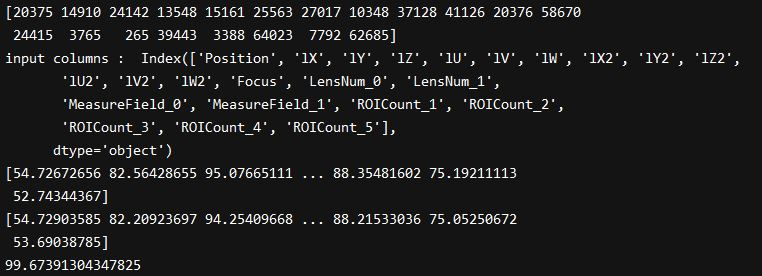 [20375 14910 24142 13548 15161 25563 27017 10348 37128 41126 20376 58670
24415 3765 265 39443 3388 64023 7792 62685]
input columns : Index(['Position', 'lX', 'lY', 'lZ', 'lU', 'lV', 'lW', 'lX2', 'lY2', 'lZ2',
'lU2', 'lV2', 'lW2', 'Focus', 'LensNum_0', 'LensNum_1',
'MeasureField_0', 'MeasureField_1', 'ROICount_1', 'ROICount_2',
'ROICount_3', 'ROICount_4', 'ROICount_5'],
dtype='object')
[54.72672656 82.56428655 95.07665111 ... 88.35481602 75.19211113
52.74344367]
[54.72903585 82.20923697 94.25409668 ... 88.21533036 75.05250672
53.69038785]
99.67391304347825